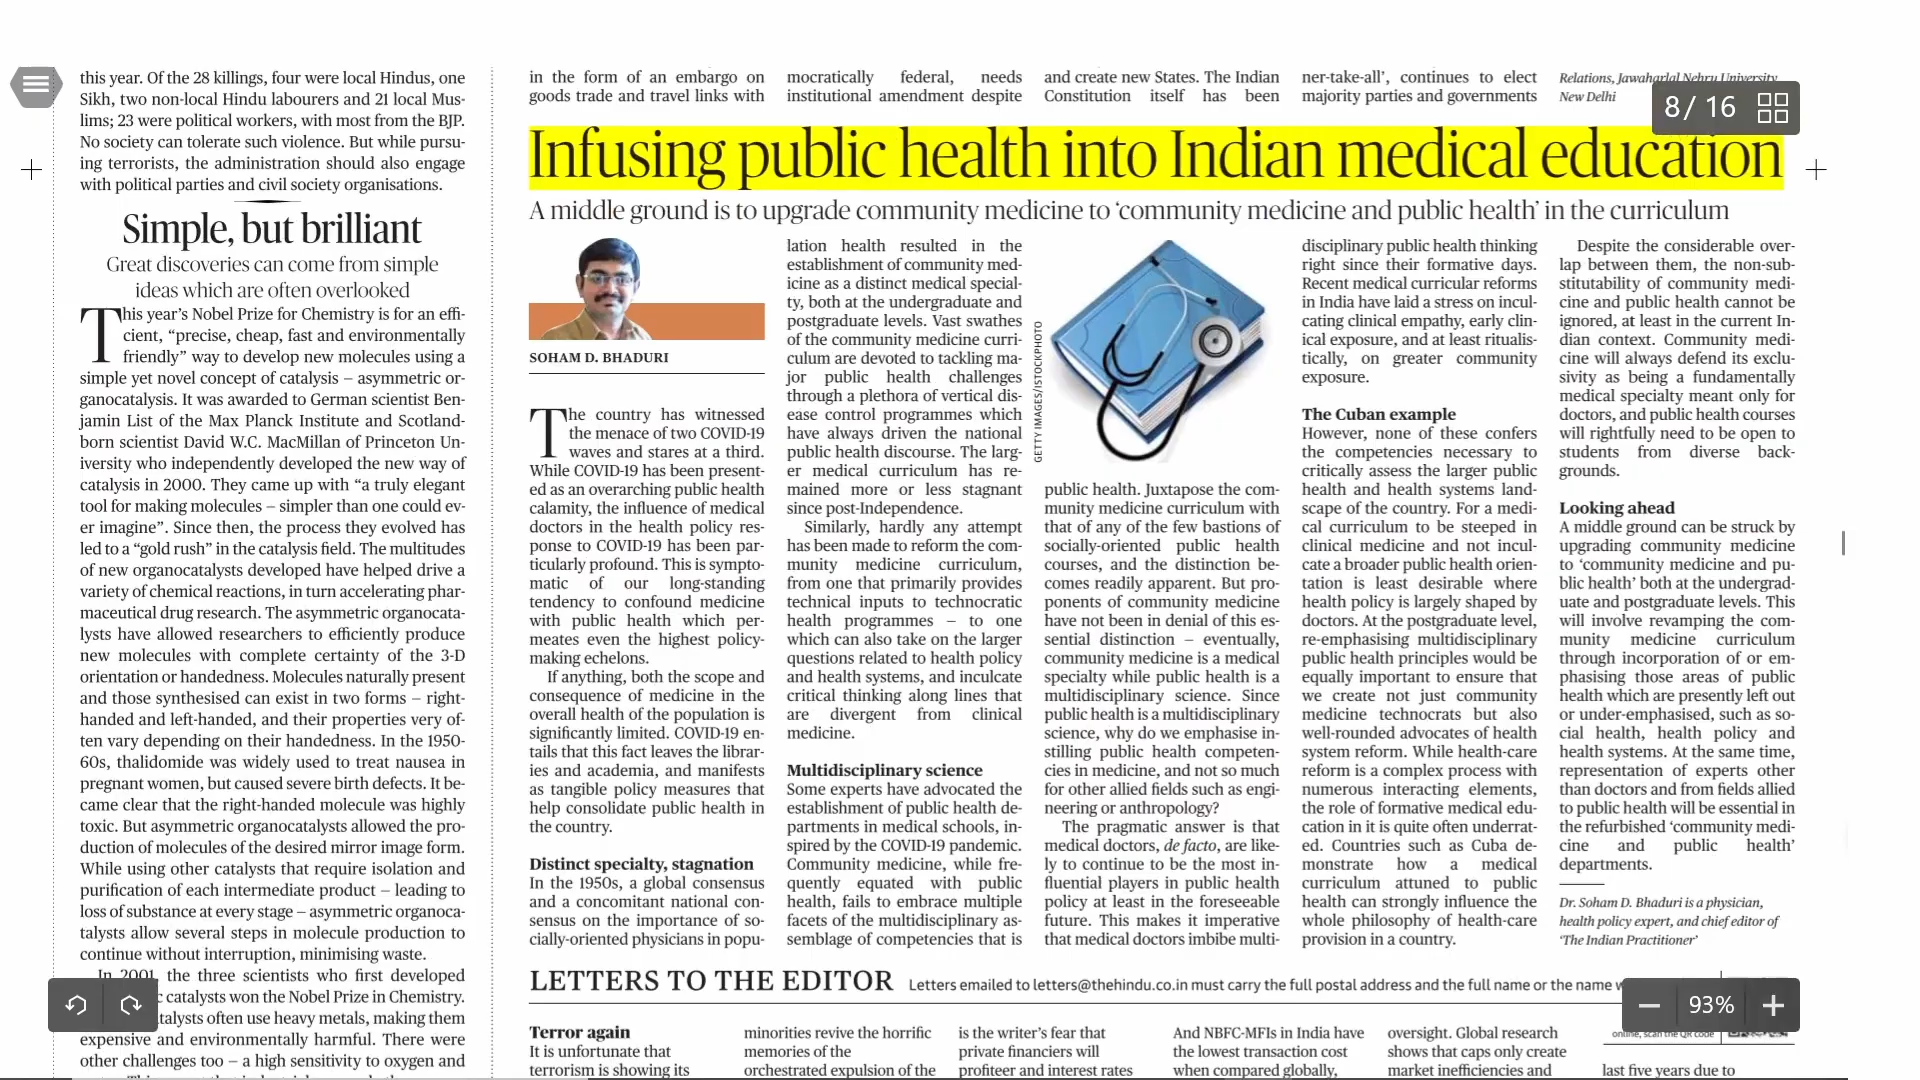 this year. Of the 28 killings, four were local Hindus, one
Sikh, two non-local Hindu labourers and 21 local Mus-
lims; 23 were political workers, with most from the BJP.
No society can tolerate such violence. But while pursu-
ing terrorists, the administration should also engage
with political parties and civil society organisations.
Simple, but brilliant
Great discoveries can come from simple
ideas which are often overlooked
This year's Nobel Prize for Chemistry is for an effi-
cient, “precise, cheap, fast and environmentally
friendly” way to develop new molecules using a
simple yet novel concept of catalysis – asymmetric or-
ganocatalysis. It was awarded to German scientist Ben-
jamin List of the Max Planck Institute and Scotland-
born scientist David W.C. MacMillan of Princeton Un-
iversity who independently developed the new way of
catalysis in 2000. They came up with “a truly elegant
tool for making molecules – simpler than one could ev-
er imagine”. Since then, the process they evolved has
led to a “gold rush” in the catalysis field. The multitudes
of new organocatalysts developed have helped drive a
variety of chemical reactions, in turn accelerating phar-
maceutical drug research. The asymmetric organocata-
lysts have allowed researchers to efficiently produce
new molecules with complete certainty of the 3-D
orientation or handedness. Molecules naturally present
and those synthesised can exist in two forms – right-
handed and left-handed, and their properties very of-
ten vary depending on their handedness. In the 1950-
60s, thalidomide was widely used to treat nausea in
pregnant women, but caused severe birth defects. It be-
came clear that the right-handed molecule was highly
toxic. But asymmetric organocatalysts allowed the pro-
duction of molecules of the desired mirror image form.
While using other catalysts that require isolation and
purification of each intermediate product – leading to
loss of substance at every stage – asymmetric organoca-
talysts allow several steps in molecule production to
continue without interruption, minimising waste.
In 2001, the three scientists who first developed
catalysts won the Nobel Prize in Chemistry.
often use heavy metals, making them
expensive and environmentally harmful. There were
other challenges too – a high sensitivity to oxygen and
in the form of an embargo on
goods trade and travel links with
mocratically federal, needs
institutional amendment despite
and create new States. The Indian
Constitution itself has been
ner-take-all', continues to elect
majority parties and governments
Relations, Jawaharlal Nehru University,
New Delhi
8/ 16
Infusing public health into Indian medical education
A middle ground is to upgrade community medicine to ‘community medicine and public health’ in the curriculum
SOHAM D. BHADURI
The country has witnessed
the menace of two COVID-19
waves and stares at a third.
While COVID-19 has been present-
ed as an overarching public health
calamity, the influence of medical
doctors in the health policy res-
ponse to COVID-19 has been par-
ticularly profound. This is sympto-
matic of our long-standing
tendency to confound medicine
with public health which per-
meates even the highest policy-
making echelons.
If anything, both the scope and
consequence of medicine in the
overall health of the population is
significantly limited. COVID-19 en-
tails that this fact leaves the librar-
ies and academia, and manifests
as tangible policy measures that
help consolidate public health in
the country.
Distinct specialty, stagnation
In the 1950s, a global consensus
and a concomitant national con-
sensus on the importance of so-
cially-oriented physicians in popu-
lation health resulted in the
establishment of community med-
icine as a distinct medical special-
ty, both at the undergraduate and
postgraduate levels. Vast swathes
of the community medicine curri-
culum are devoted to tackling ma-
jor public health challenges
through a plethora of vertical dis-
ease control programmes which
have always driven the national
public health discourse. The larg-
er medical curriculum has re-
mained more or less stagnant
since post-Independence.
Similarly, hardly any attempt
has been made to reform the com-
munity medicine curriculum,
from one that primarily provides
technical inputs to technocratic
health programmes – to one
which can also take on the larger
questions related to health policy
and health systems, and inculcate
critical thinking along lines that
are divergent from clinical
medicine.
Multidisciplinary science
Some experts have advocated the
establishment of public health de-
partments in medical schools, in-
spired by the COVID-19 pandemic.
Community medicine, while fre-
quently equated with public
health, fails to embrace multiple
facets of the multidisciplinary as-
semblage of competencies that is
GETTY IMAGES/ISTOCKPHOTO
public health. Juxtapose the com-
munity medicine curriculum with
that of any of the few bastions of
socially-oriented public health
courses, and the distinction be-
comes readily apparent. But pro-
ponents of community medicine
have not been in denial of this es-
sential distinction – eventually,
community medicine is a medical
specialty while public health is a
multidisciplinary science. Since
public health is a multidisciplinary
science, why do we emphasise in-
stilling public health competen-
cies in medicine, and not so much
for other allied fields such as engi-
neering or anthropology?
The pragmatic answer is that
medical doctors, de facto, are like-
ly to continue to be the most in-
fluential players in public health
policy at least in the foreseeable
future. This makes it imperative
that medical doctors imbibe multi-
disciplinary public health thinking
right since their formative days.
Recent medical curricular reforms
in India have laid a stress on incul-
cating clinical empathy, early clin-
ical exposure, and at least ritualis-
tically, on greater community
exposure.
The Cuban example
However, none of these confers
the competencies necessary to
critically assess the larger public
health and health systems land-
scape of the country. For a medi-
cal curriculum to be steeped in
clinical medicine and not incul-
cate a broader public health orien-
tation is least desirable where
health policy is largely shaped by
doctors. At the postgraduate level,
re-emphasising multidisciplinary
public health principles would be
equally important to ensure that
we create not just community
medicine technocrats but also
well-rounded advocates of health
system reform. While health-care
reform is a complex process with
numerous interacting elements,
the role of formative medical edu-
cation in it is quite often underrat-
ed. Countries such as Cuba de-
monstrate how a medical
curriculum attuned to public
health can strongly influence the
whole philosophy of health-care
provision in a country.
Despite the considerable over-
lap between them, the non-sub-
stitutability of community medi-
cine and public health cannot be
ignored, at least in the current In-
dian context. Community medi-
cine will always defend its exclu-
sivity as being a fundamentally
medical specialty meant only for
doctors, and public health courses
will rightfully need to be open to
students from diverse back-
grounds.
Looking ahead
A middle ground can be struck by
upgrading community medicine
to ‘community medicine and pu-
blic health’ both at the undergrad-
uate and postgraduate levels. This
will involve revamping the com-
munity medicine curriculum
through incorporation of or em-
phasising those areas of public
health which are presently left out
or under-emphasised, such as so-
cial health, health policy and
health systems. At the same time,
representation of experts other
than doctors and from fields allied
to public health will be essential in
the refurbished ‘community medi-
cine and public health’
departments.
Dr. Soham D. Bhaduri is a physician,
health policy expert, and chief editor of
‘The Indian Practitioner’
LETTERS TO THE EDITOR
Letters emailed to letters@thehindu.co.in must carry the full postal address and the full name or the name
93%
online, scan the QR code
Terror again
It is unfortunate that
terrorism is showing its
minorities revive the horrific
memories of the
orchestrated expulsion of the
is the writer's fear that
private financiers will
profiteer and interest rates
And NBFC-MFIs in India have
the lowest transaction cost
when compared globally,
oversight. Global research
shows that caps only create
market inefficiencies and
last five years due to